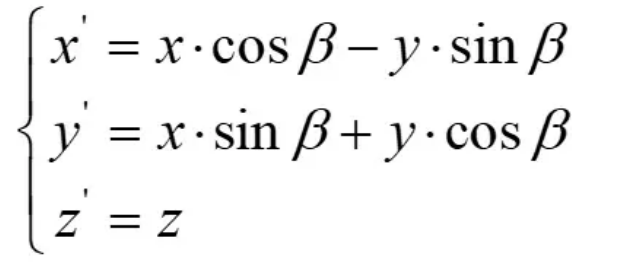 x' = x·cos β − y·sin β
y' = x·sin β + y·cos β
z' = z